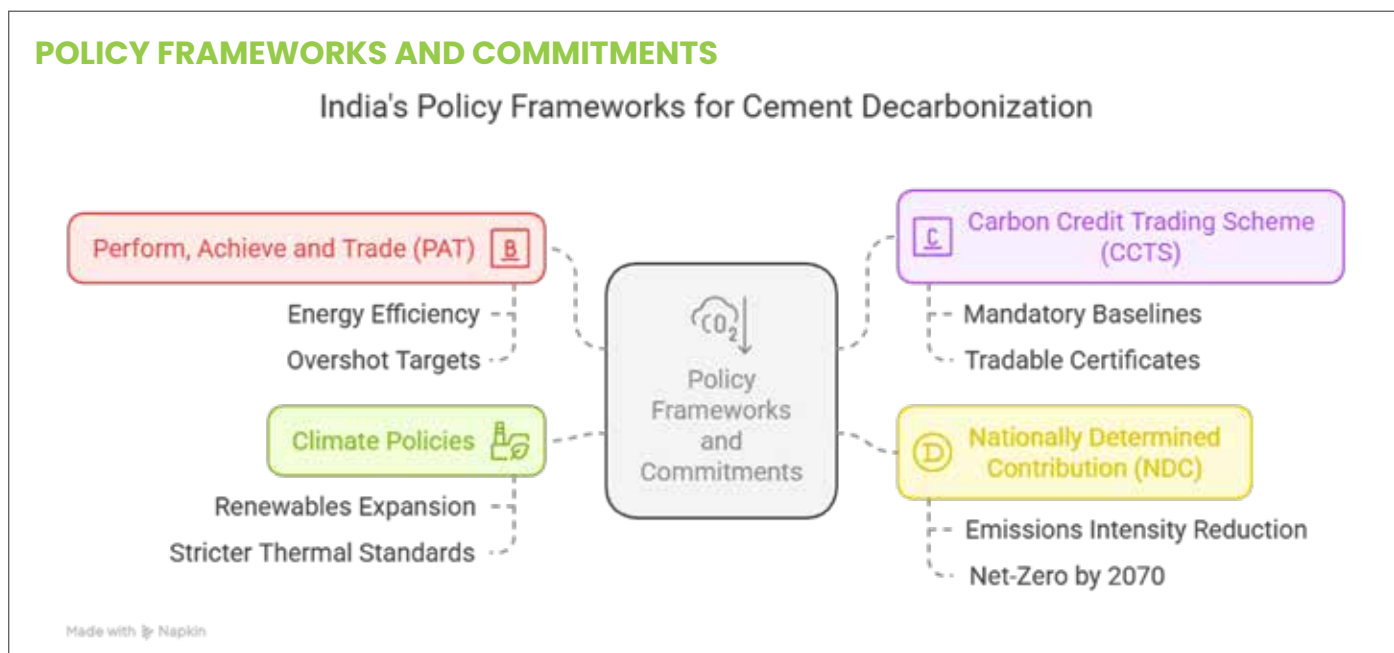 POLICY FRAMEWORKS AND COMMITMENTS
India's Policy Frameworks for Cement Decarbonization
Perform, Achieve and Trade (PAT) B
Energy Efficiency
Overshot Targets
Climate Policies
Renewables Expansion
Stricter Thermal Standards
CO2
Policy
Frameworks
and
Commitments
C Carbon Credit Trading Scheme
(CCTS)
Mandatory Baselines
Tradable Certificates
D Nationally Determined
Contribution (NDC)
Emissions Intensity Reduction
Net-Zero by 2070
Made with Napkin